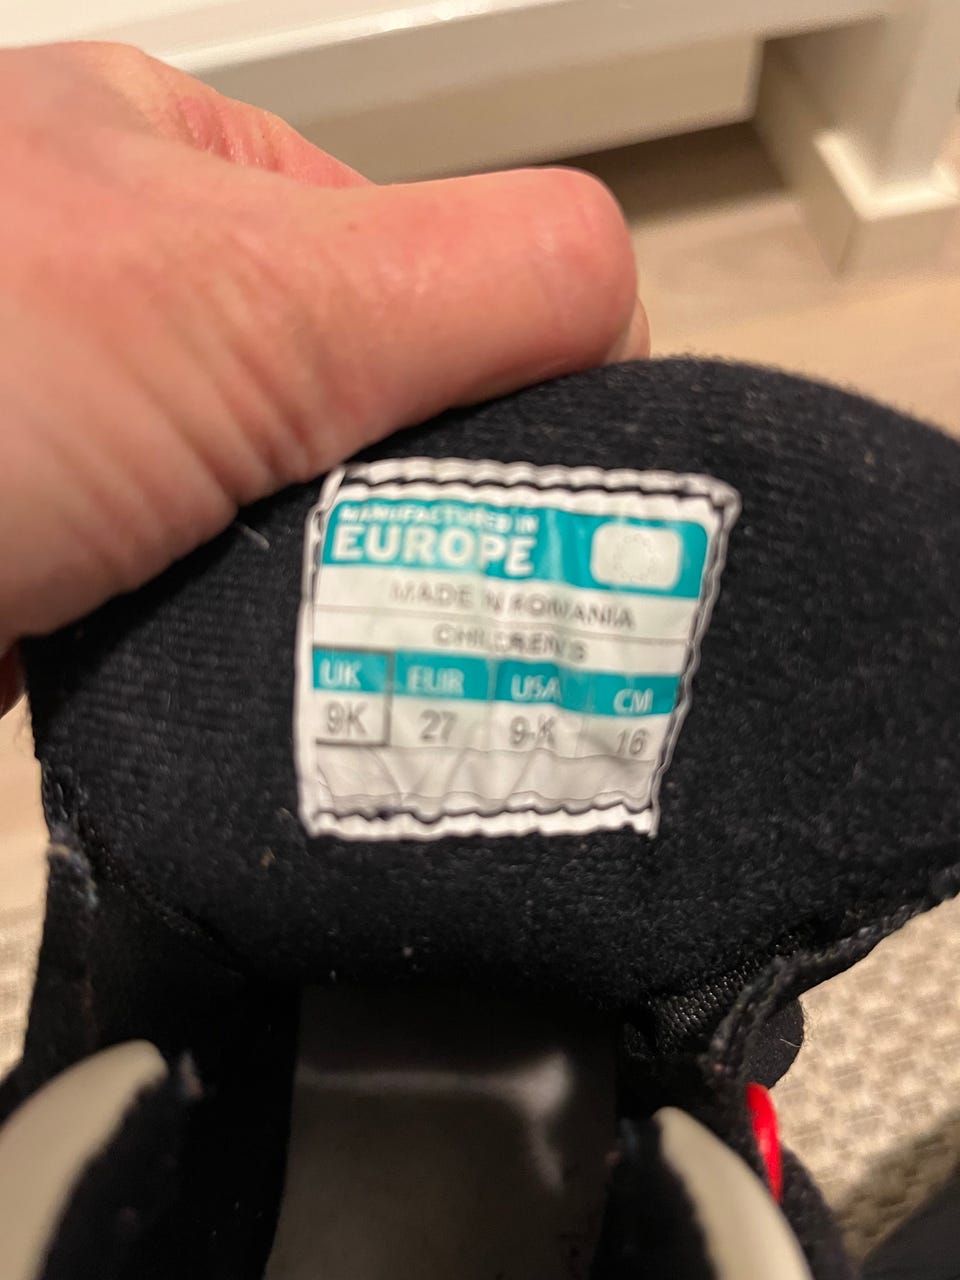 MANUFACTURED IN
EUROPE
MADE IN ROMANIA
CHILDREN'S
UK EUR USA CM
9K 27 9-K 16